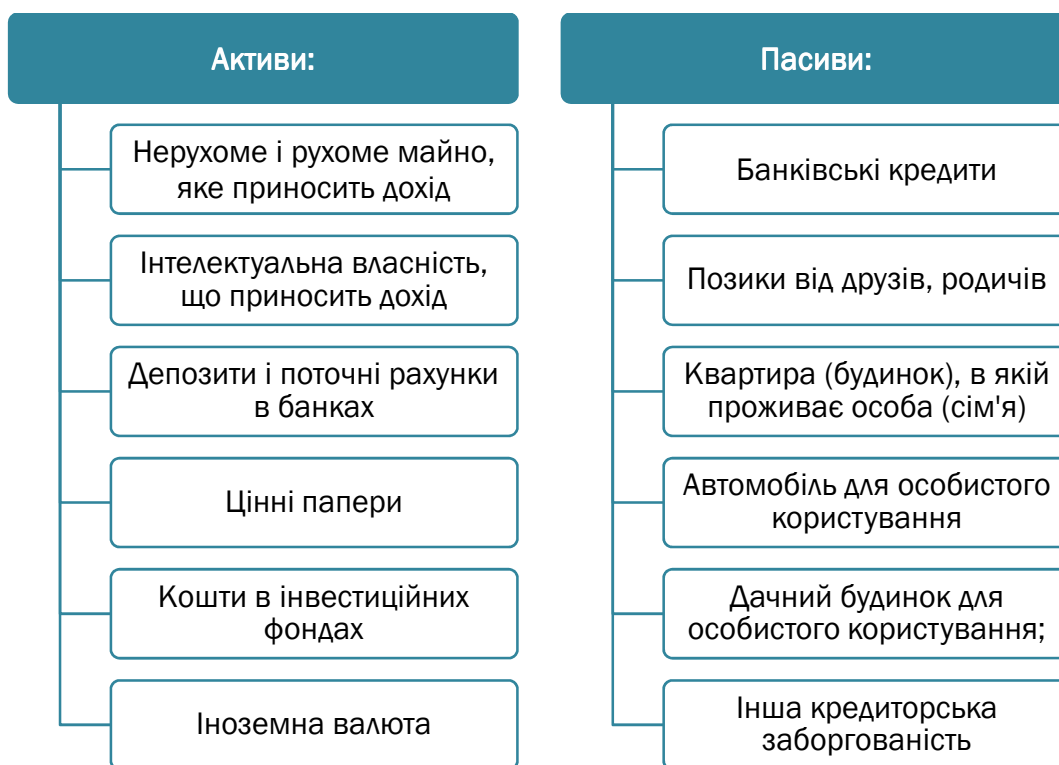 Активи:
Нерухоме і рухоме майно,
яке приносить дохід
Інтелектуальна власність,
що приносить дохід
Депозити і поточні рахунки
в банках
Цінні папери
Кошти в інвестиційних
фондах
Іноземна валюта
Пасиви:
Банківські кредити
Позики від друзів, родичів
Квартира (будинок), в якій
проживає особа (сім'я)
Автомобіль для особистого
користування
Дачний будинок для
особистого користування;
Інша кредиторська
заборгованість